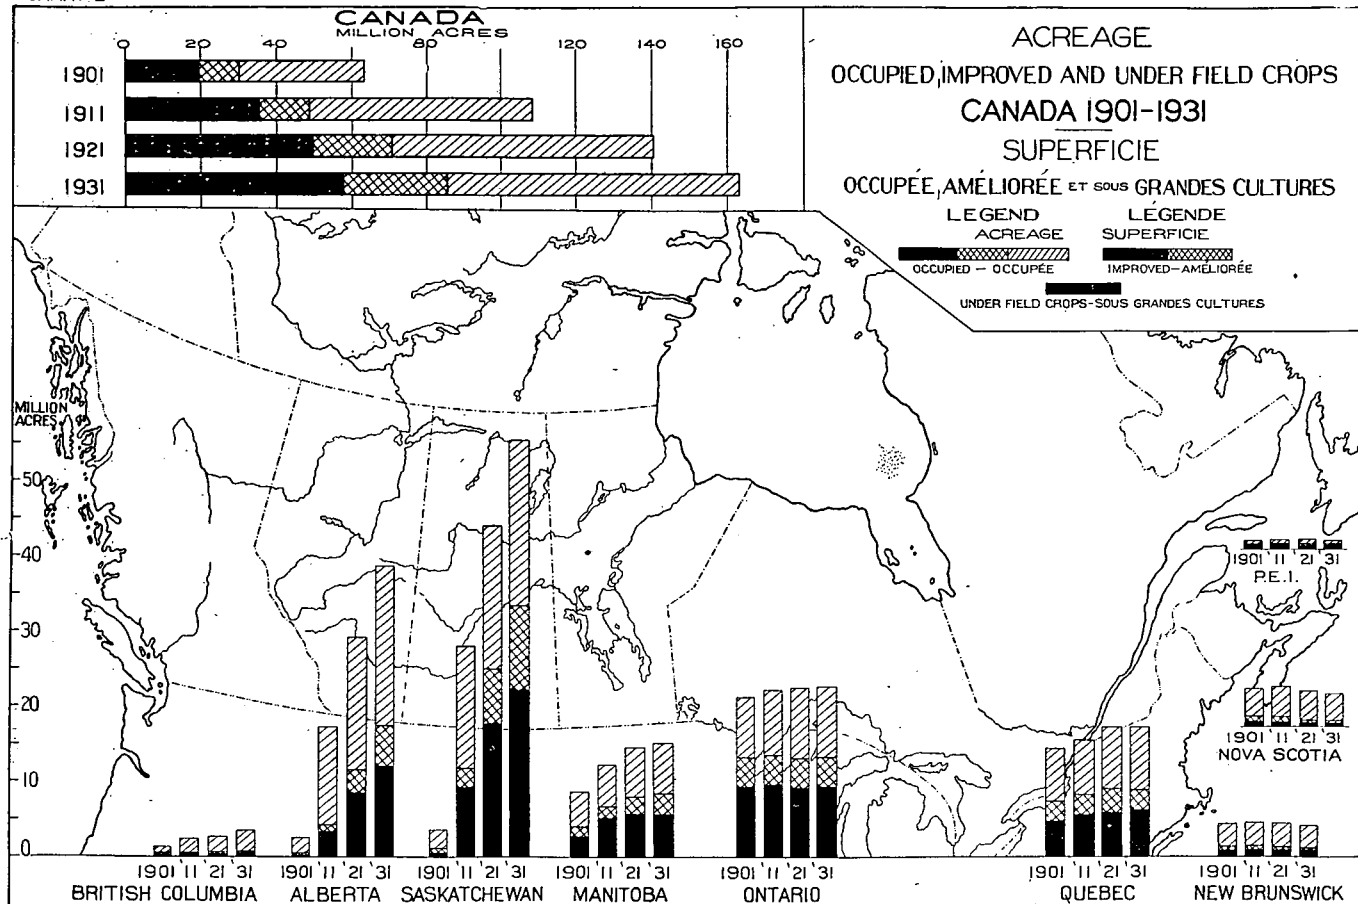 CANADA
MILLION ACRES
0 20 40 60 80 120 140 160
1901
1911
1921
1931
ACREAGE
OCCUPIED, IMPROVED AND UNDER FIELD CROPS
CANADA 1901-1931
SUPERFICIE
OCCUPÉE, AMÉLIORÉE ET SOUS GRANDES CULTURES
LEGEND LÉGENDE
ACREAGE SUPERFICIE
OCCUPIED - OCCUPÉE IMPROVED-AMÉLIORÉE
UNDER FIELD CROPS-SOUS GRANDES CULTURES
MILLION
ACRES
50
40
30
20
10
0
1901 '11 '21 '31
P.E.I.
1901 '11 '21 '31
NOVA SCOTIA
1901 '11 '21 '31
BRITISH COLUMBIA
1901 '11 '21 '31
ALBERTA
1901 '11 '21 '31
SASKATCHEWAN
1901 '11 '21 '31
MANITOBA
1901 '11 '21 '31
ONTARIO
1901 '11 '21 '31
QUEBEC
1901 '11 '21 '31
NEW BRUNSWICK